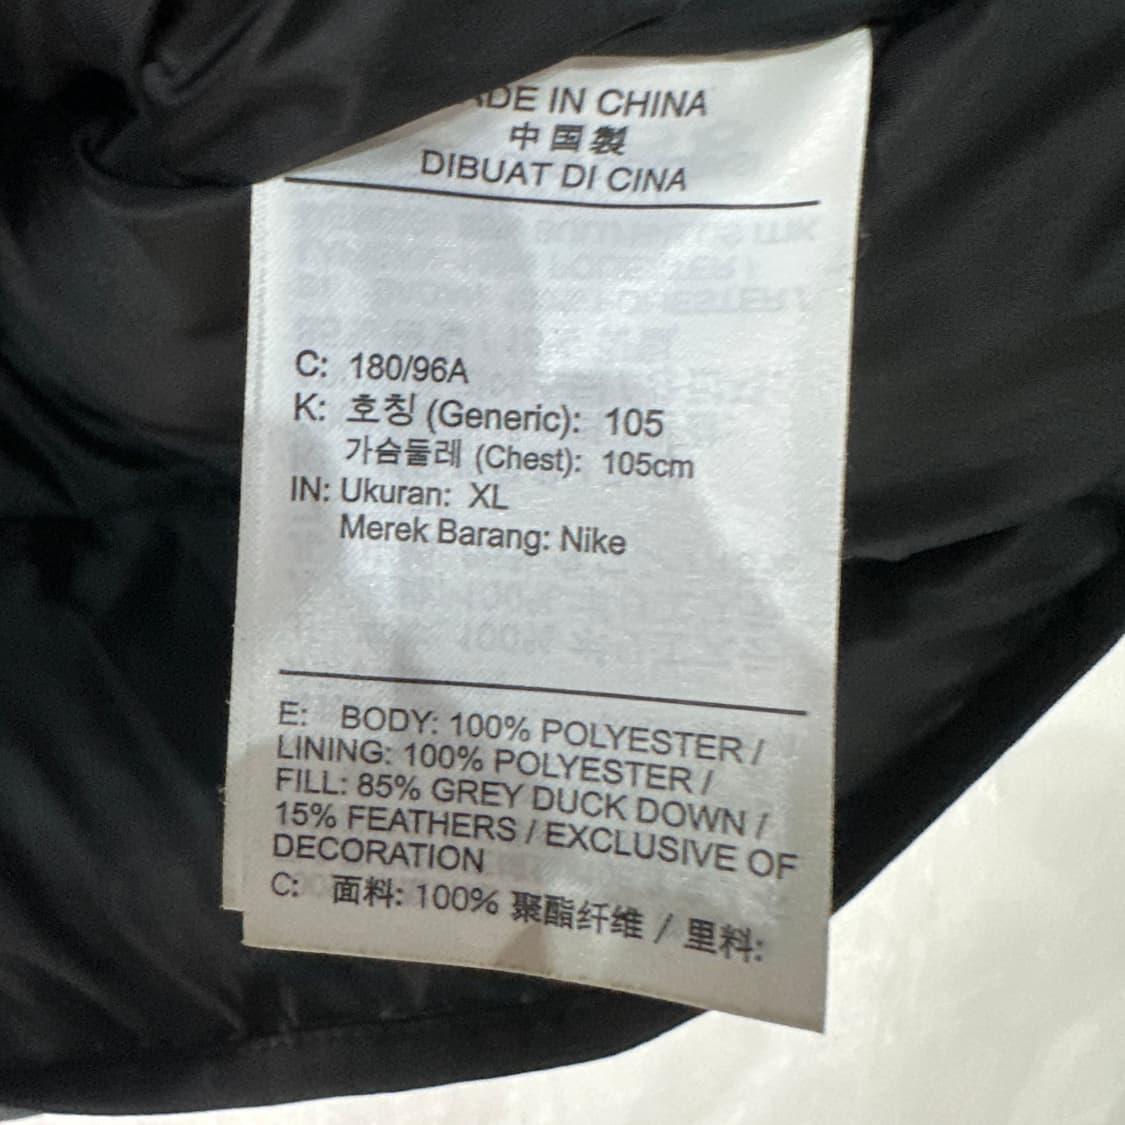 MADE IN CHINA
中国製
DIBUAT DI CINA
C: 180/96A
K: 호칭 (Generic): 105
가슴둘레 (Chest): 105cm
IN: Ukuran: XL
Merek Barang: Nike
E: BODY: 100% POLYESTER /
LINING: 100% POLYESTER /
FILL: 85% GREY DUCK DOWN /
15% FEATHERS / EXCLUSIVE OF
DECORATION
C: 面料: 100% 聚酯纤维 / 里料: